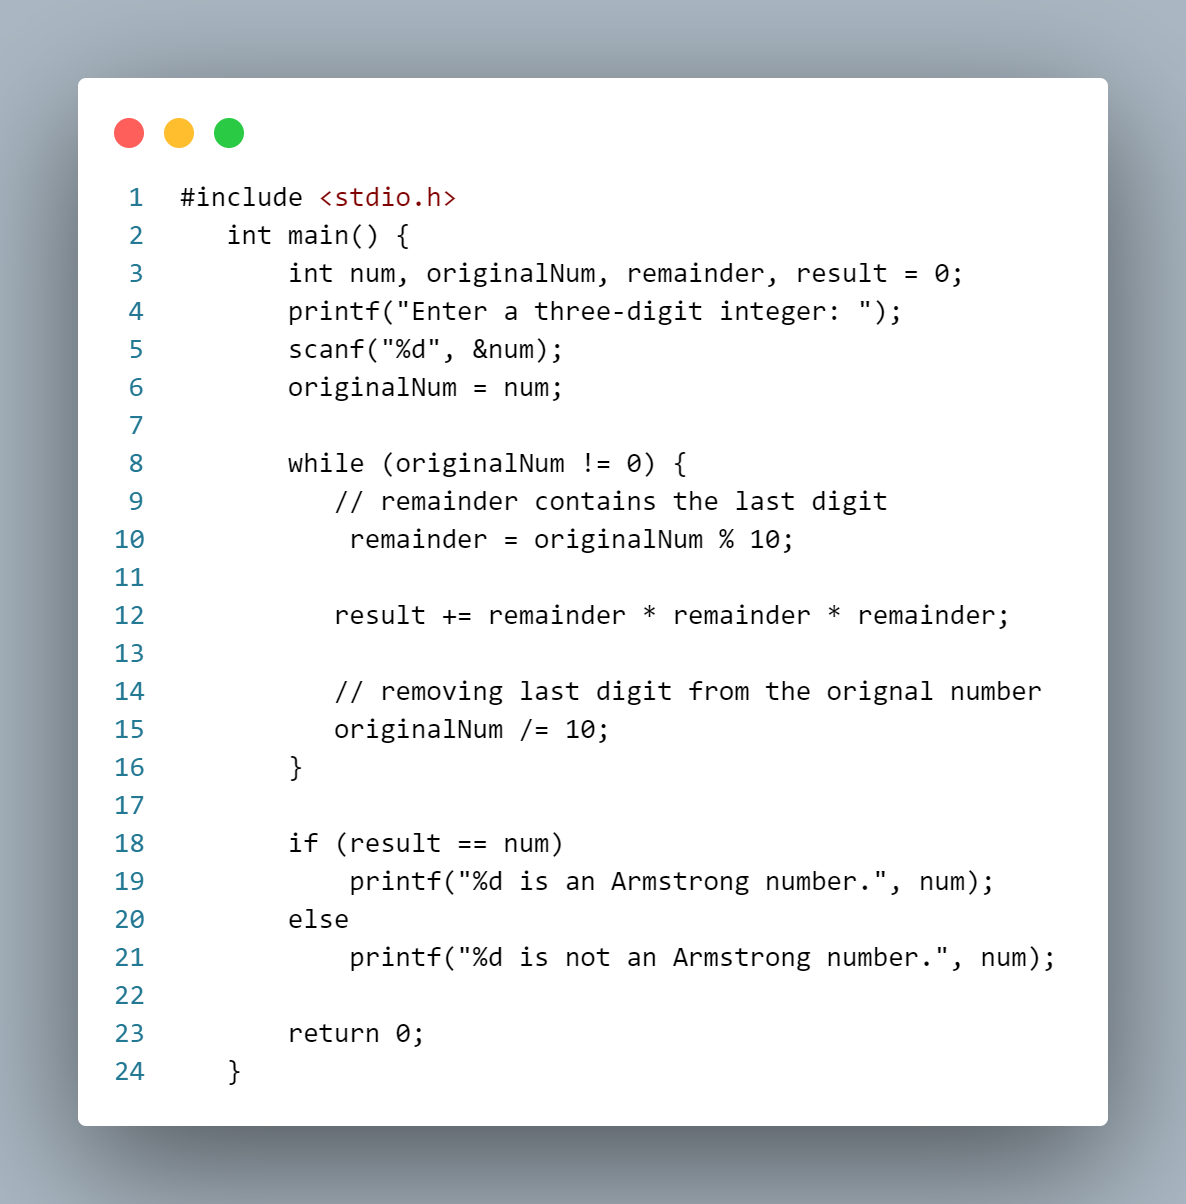 1 #include <stdio.h>
2 int main() {
3 int num, originalNum, remainder, result = 0;
4 printf("Enter a three-digit integer: ");
5 scanf("%d", &num);
6 originalNum = num;
7
8 while (originalNum != 0) {
9 // remainder contains the last digit
10 remainder = originalNum % 10;
11
12 result += remainder * remainder * remainder;
13
14 // removing last digit from the orignal number
15 originalNum /= 10;
16 }
17
18 if (result == num)
19 printf("%d is an Armstrong number.", num);
20 else
21 printf("%d is not an Armstrong number.", num);
22
23 return 0;
24 }